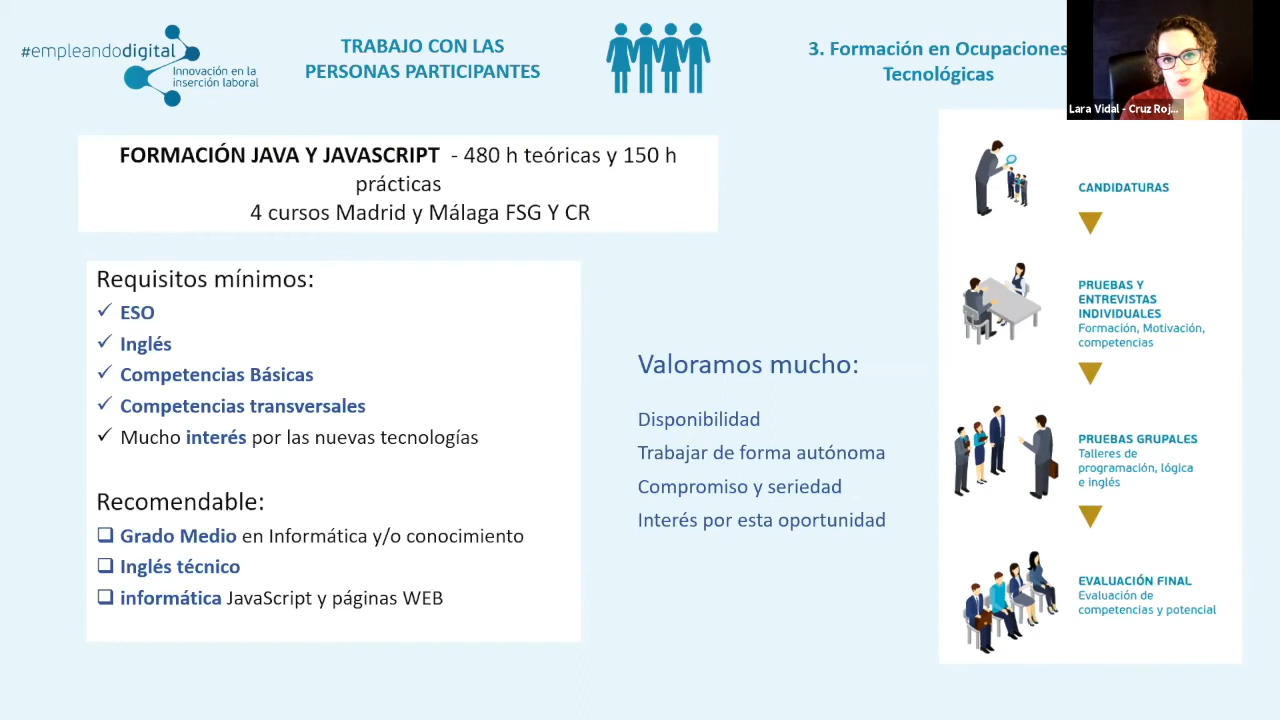 #empleandodigital
Innovación en la
inserción laboral
TRABAJO CON LAS
PERSONAS PARTICIPANTES
3. Formación en Ocupaciones
Tecnológicas
Lara Vidal - Cruz Roj...
FORMACIÓN JAVA Y JAVASCRIPT - 480 h teóricas y 150 h
prácticas
4 cursos Madrid y Málaga FSG Y CR
Requisitos mínimos:
✓ ESO
✓ Inglés
✓ Competencias Básicas
✓ Competencias transversales
✓ Mucho interés por las nuevas tecnologías
Recomendable:
❑ Grado Medio en Informática y/o conocimiento
❑ Inglés técnico
❑ informática JavaScript y páginas WEB
Valoramos mucho:
Disponibilidad
Trabajar de forma autónoma
Compromiso y seriedad
Interés por esta oportunidad
CANDIDATURAS
PRUEBAS Y
ENTREVISTAS
INDIVIDUALES
Formación, Motivación,
competencias
PRUEBAS GRUPALES
Talleres de
programación, lógica
e inglés
EVALUACIÓN FINAL
Evaluación de
competencias y potencial